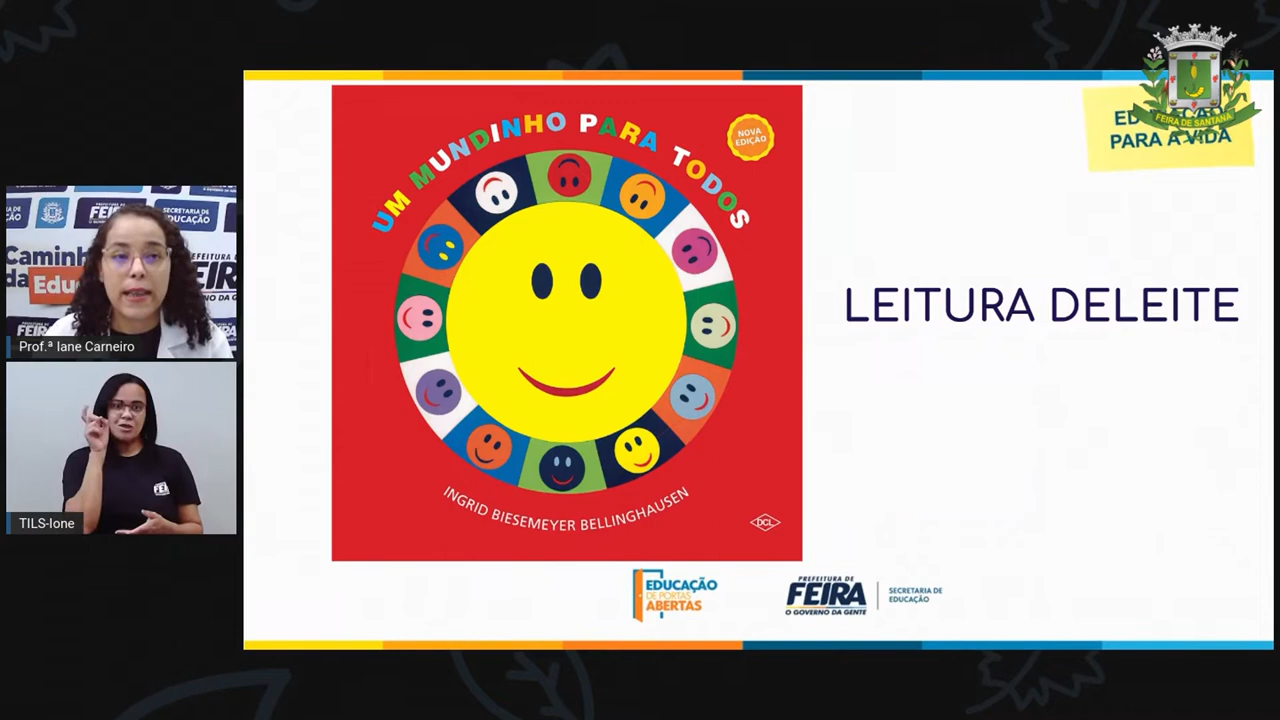 UM MUNDINHO PARA TODOS
NOVA
EDIÇÃO
INGRID BIESEMEYER BELLINGHAUSEN
DCL
LEITURA DELEITE
PARA A VIDA
FEIRA DE SANTANA
EDUCAÇÃO
DE PORTAS
ABERTAS
PREFEITURA DE
FEIRA
O GOVERNO DA GENTE
SECRETARIA DE
EDUCAÇÃO
FEIRA
SECRETARIA DE
EDUCAÇÃO
Prof.ª Iane Carneiro
TILS-Ione